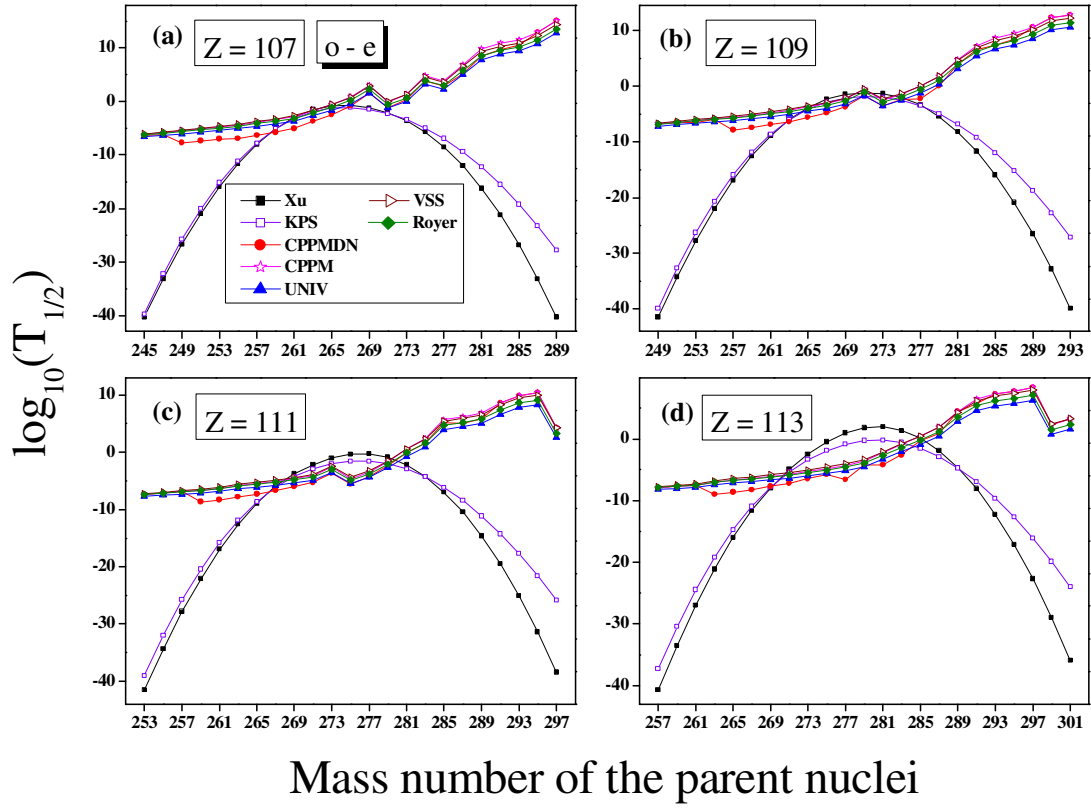 log10(T1/2)
(a)
Z = 107
o - e
10
0
-10
-20
-30
-40
Xu
KPS
CPPMDN
CPPM
UNIV
VSS
Royer
245 249 253 257 261 265 269 273 277 281 285 289
(b)
Z = 109
10
0
-10
-20
-30
-40
249 253 257 261 265 269 273 277 281 285 289 293
(c)
Z = 111
10
0
-10
-20
-30
-40
253 257 261 265 269 273 277 281 285 289 293 297
(d)
Z = 113
0
-10
-20
-30
-40
257 261 265 269 273 277 281 285 289 293 297 301
Mass number of the parent nuclei